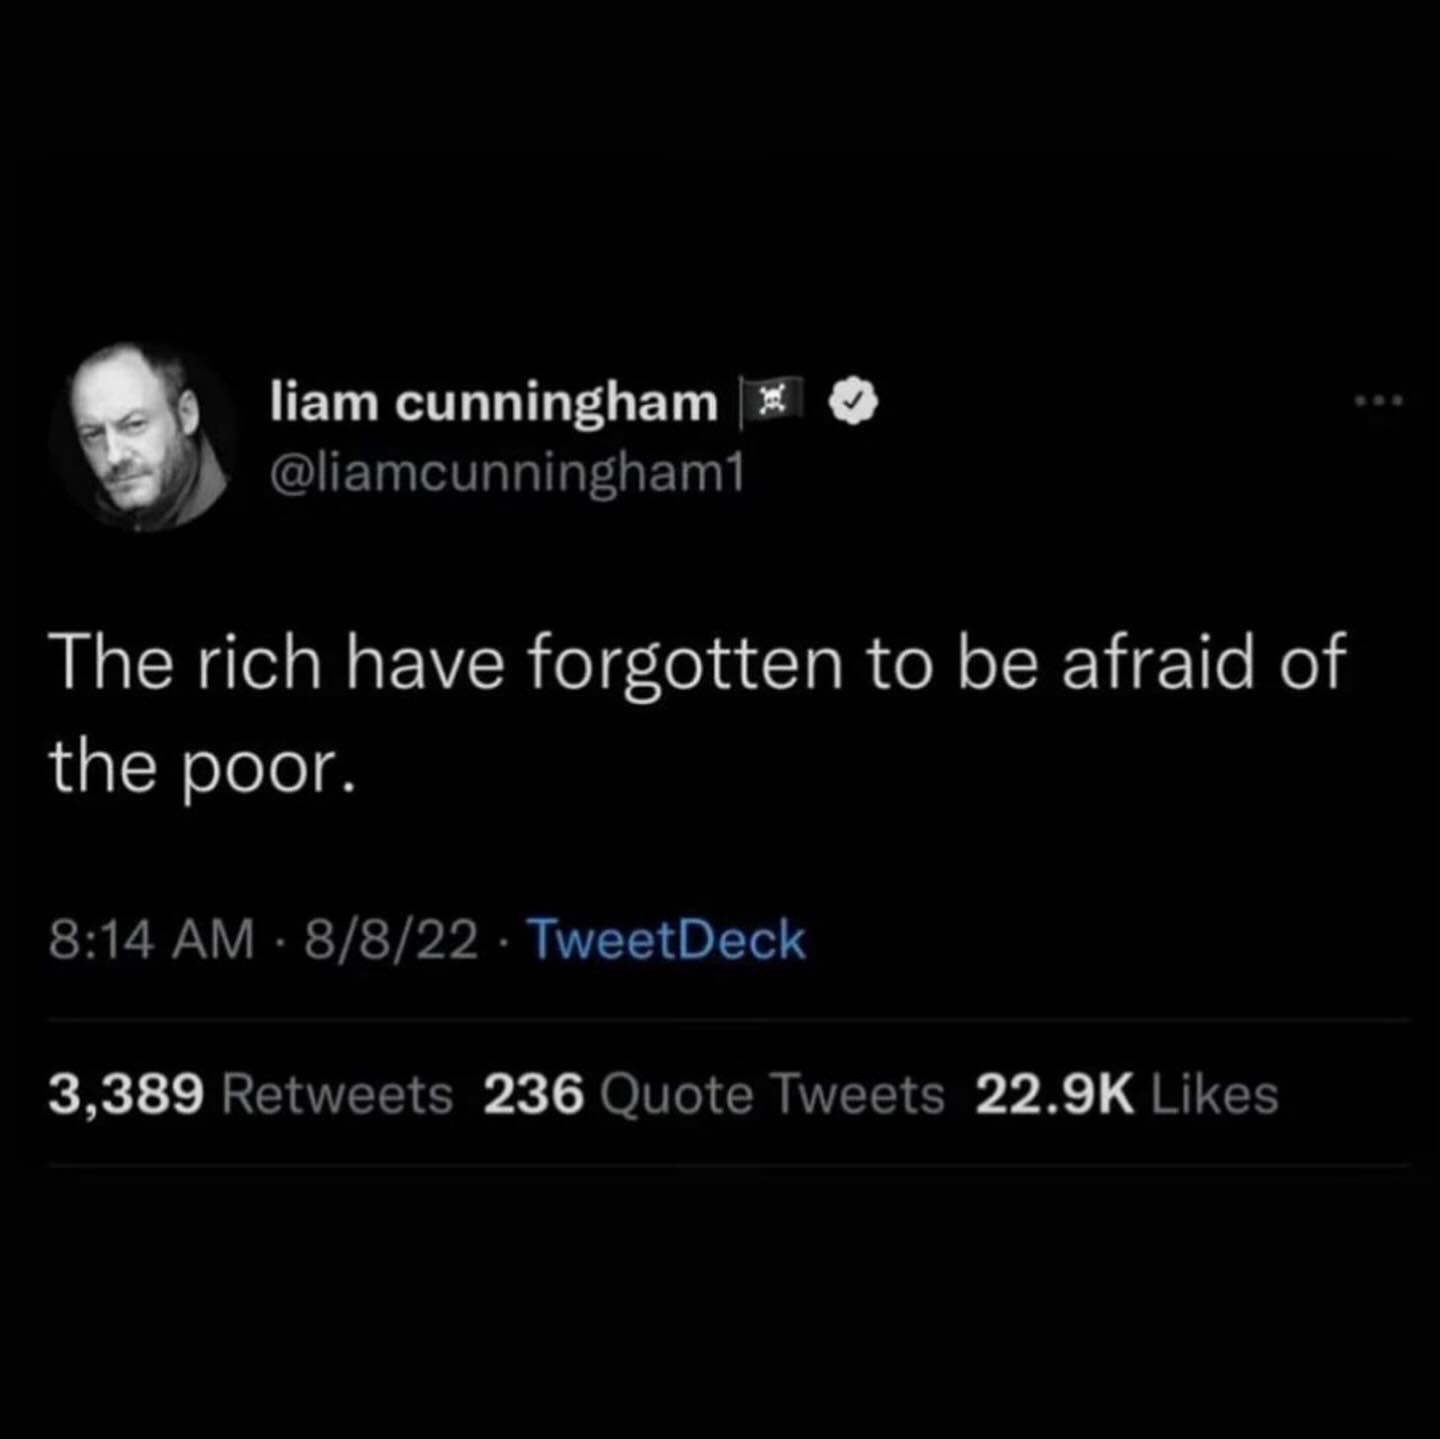 liam cunningham 🏴‍☠️
@liamcunningham1
The rich have forgotten to be afraid of
the poor.
8:14 AM · 8/8/22 · TweetDeck
3,389 Retweets 236 Quote Tweets 22.9K Likes